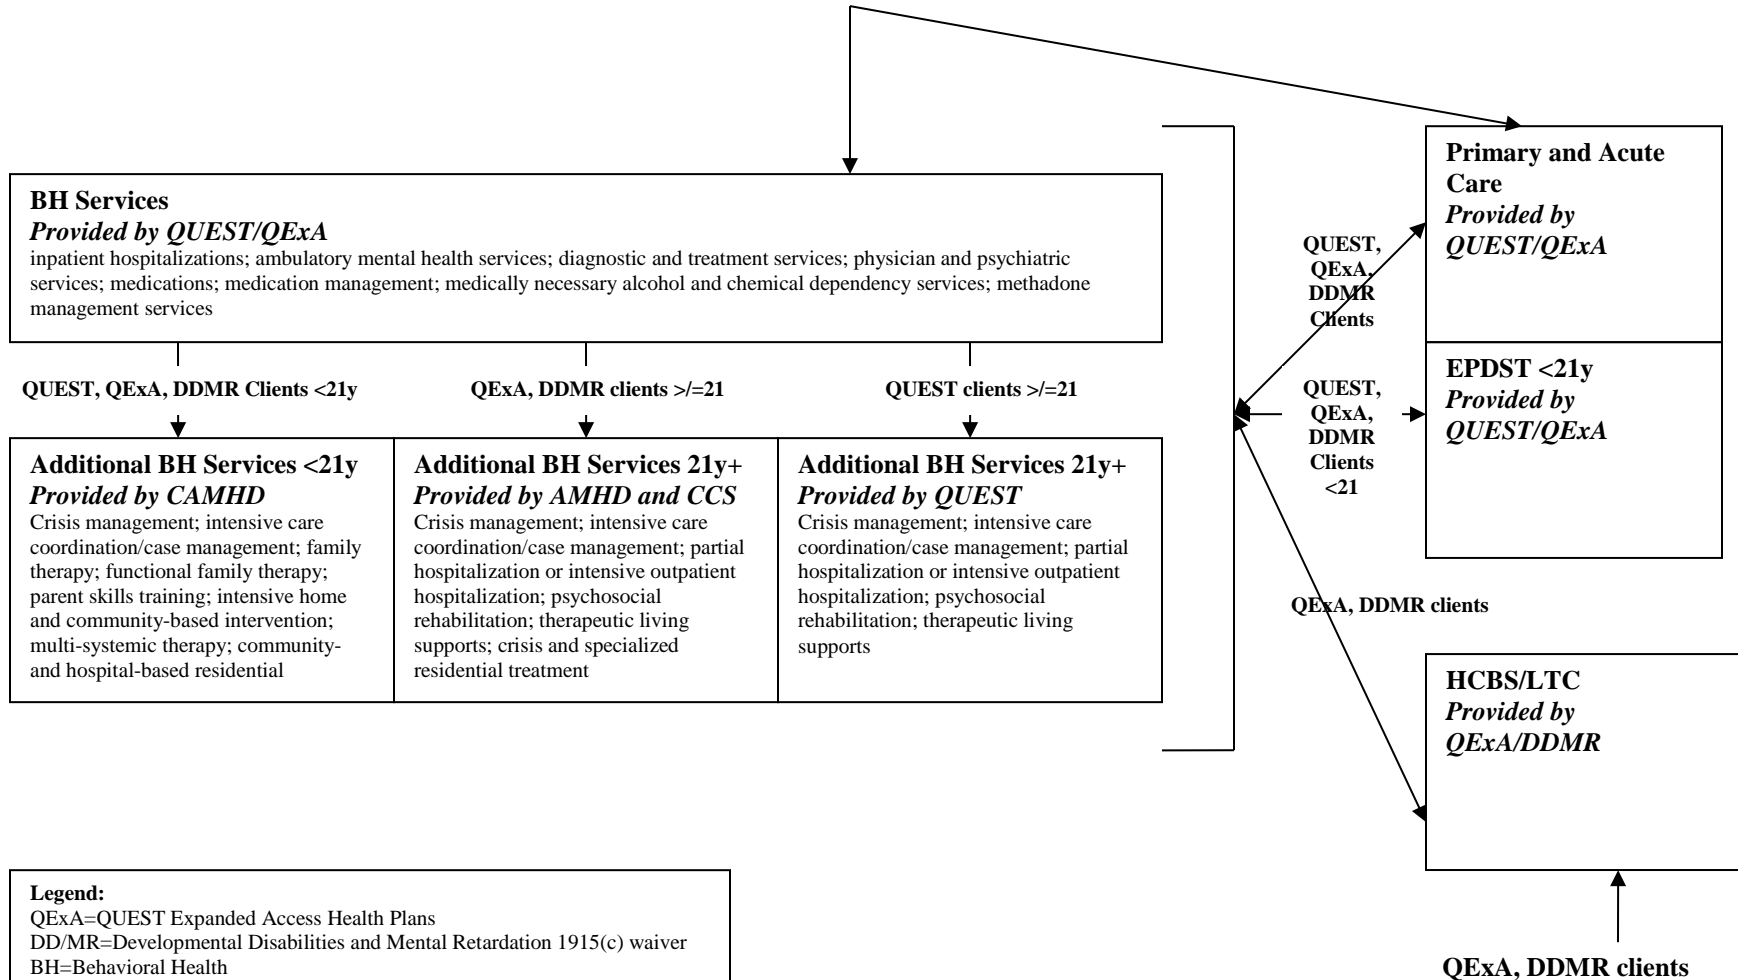 BH Services
Provided by QUEST/QExA
inpatient hospitalizations; ambulatory mental health services; diagnostic and treatment services; physician and psychiatric
services; medications; medication management; medically necessary alcohol and chemical dependency services; methadone
management services
QUEST, QExA, DDMR Clients <21y
QExA, DDMR clients >/=21
QUEST clients >/=21
Additional BH Services <21y
Provided by CAMHD
Crisis management; intensive care
coordination/case management; family
therapy; functional family therapy;
parent skills training; intensive home
and community-based intervention;
multi-systemic therapy; community-
and hospital-based residential
Additional BH Services 21y+
Provided by AMHD and CCS
Crisis management; intensive care
coordination/case management; partial
hospitalization or intensive outpatient
hospitalization; psychosocial
rehabilitation; therapeutic living
supports; crisis and specialized
residential treatment
Additional BH Services 21y+
Provided by QUEST
Crisis management; intensive care
coordination/case management; partial
hospitalization or intensive outpatient
hospitalization; psychosocial
rehabilitation; therapeutic living
supports
QUEST,
QExA,
DDMR
Clients
Primary and Acute
Care
Provided by
QUEST/QExA
QUEST,
QExA,
DDMR
Clients
<21
EPDST <21y
Provided by
QUEST/QExA
QExA, DDMR clients
HCBS/LTC
Provided by
QExA/DDMR
QExA, DDMR clients
Legend:
QExA=QUEST Expanded Access Health Plans
DD/MR=Developmental Disabilities and Mental Retardation 1915(c) waiver
BH=Behavioral Health